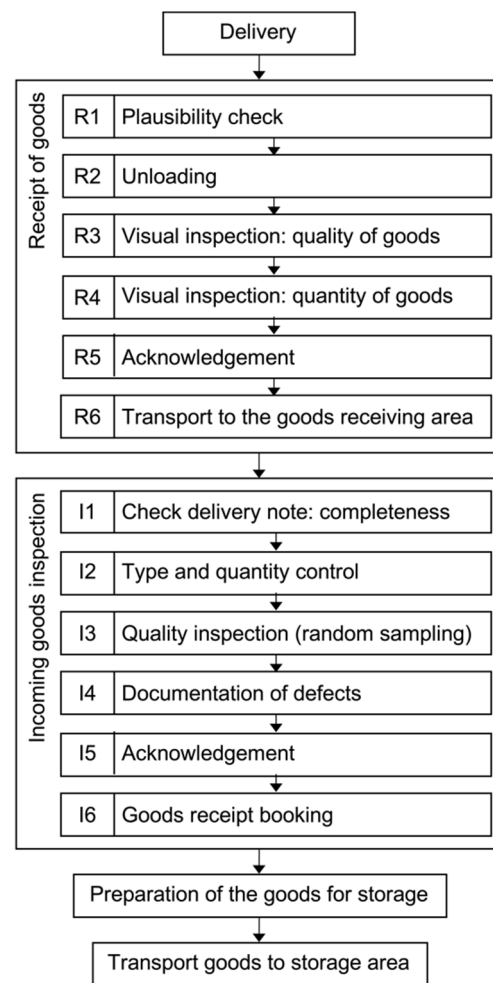 Delivery
Receipt of goods
R1 Plausibility check
R2 Unloading
R3 Visual inspection: quality of goods
R4 Visual inspection: quantity of goods
R5 Acknowledgement
R6 Transport to the goods receiving area
Incoming goods inspection
I1 Check delivery note: completeness
I2 Type and quantity control
I3 Quality inspection (random sampling)
I4 Documentation of defects
I5 Acknowledgement
I6 Goods receipt booking
Preparation of the goods for storage
Transport goods to storage area